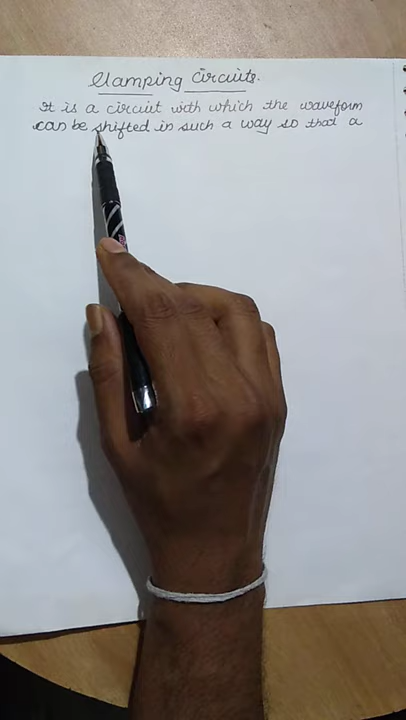 Clamping Circuits.
It is a circuit with which the waveform
can be shifted in such a way so that a